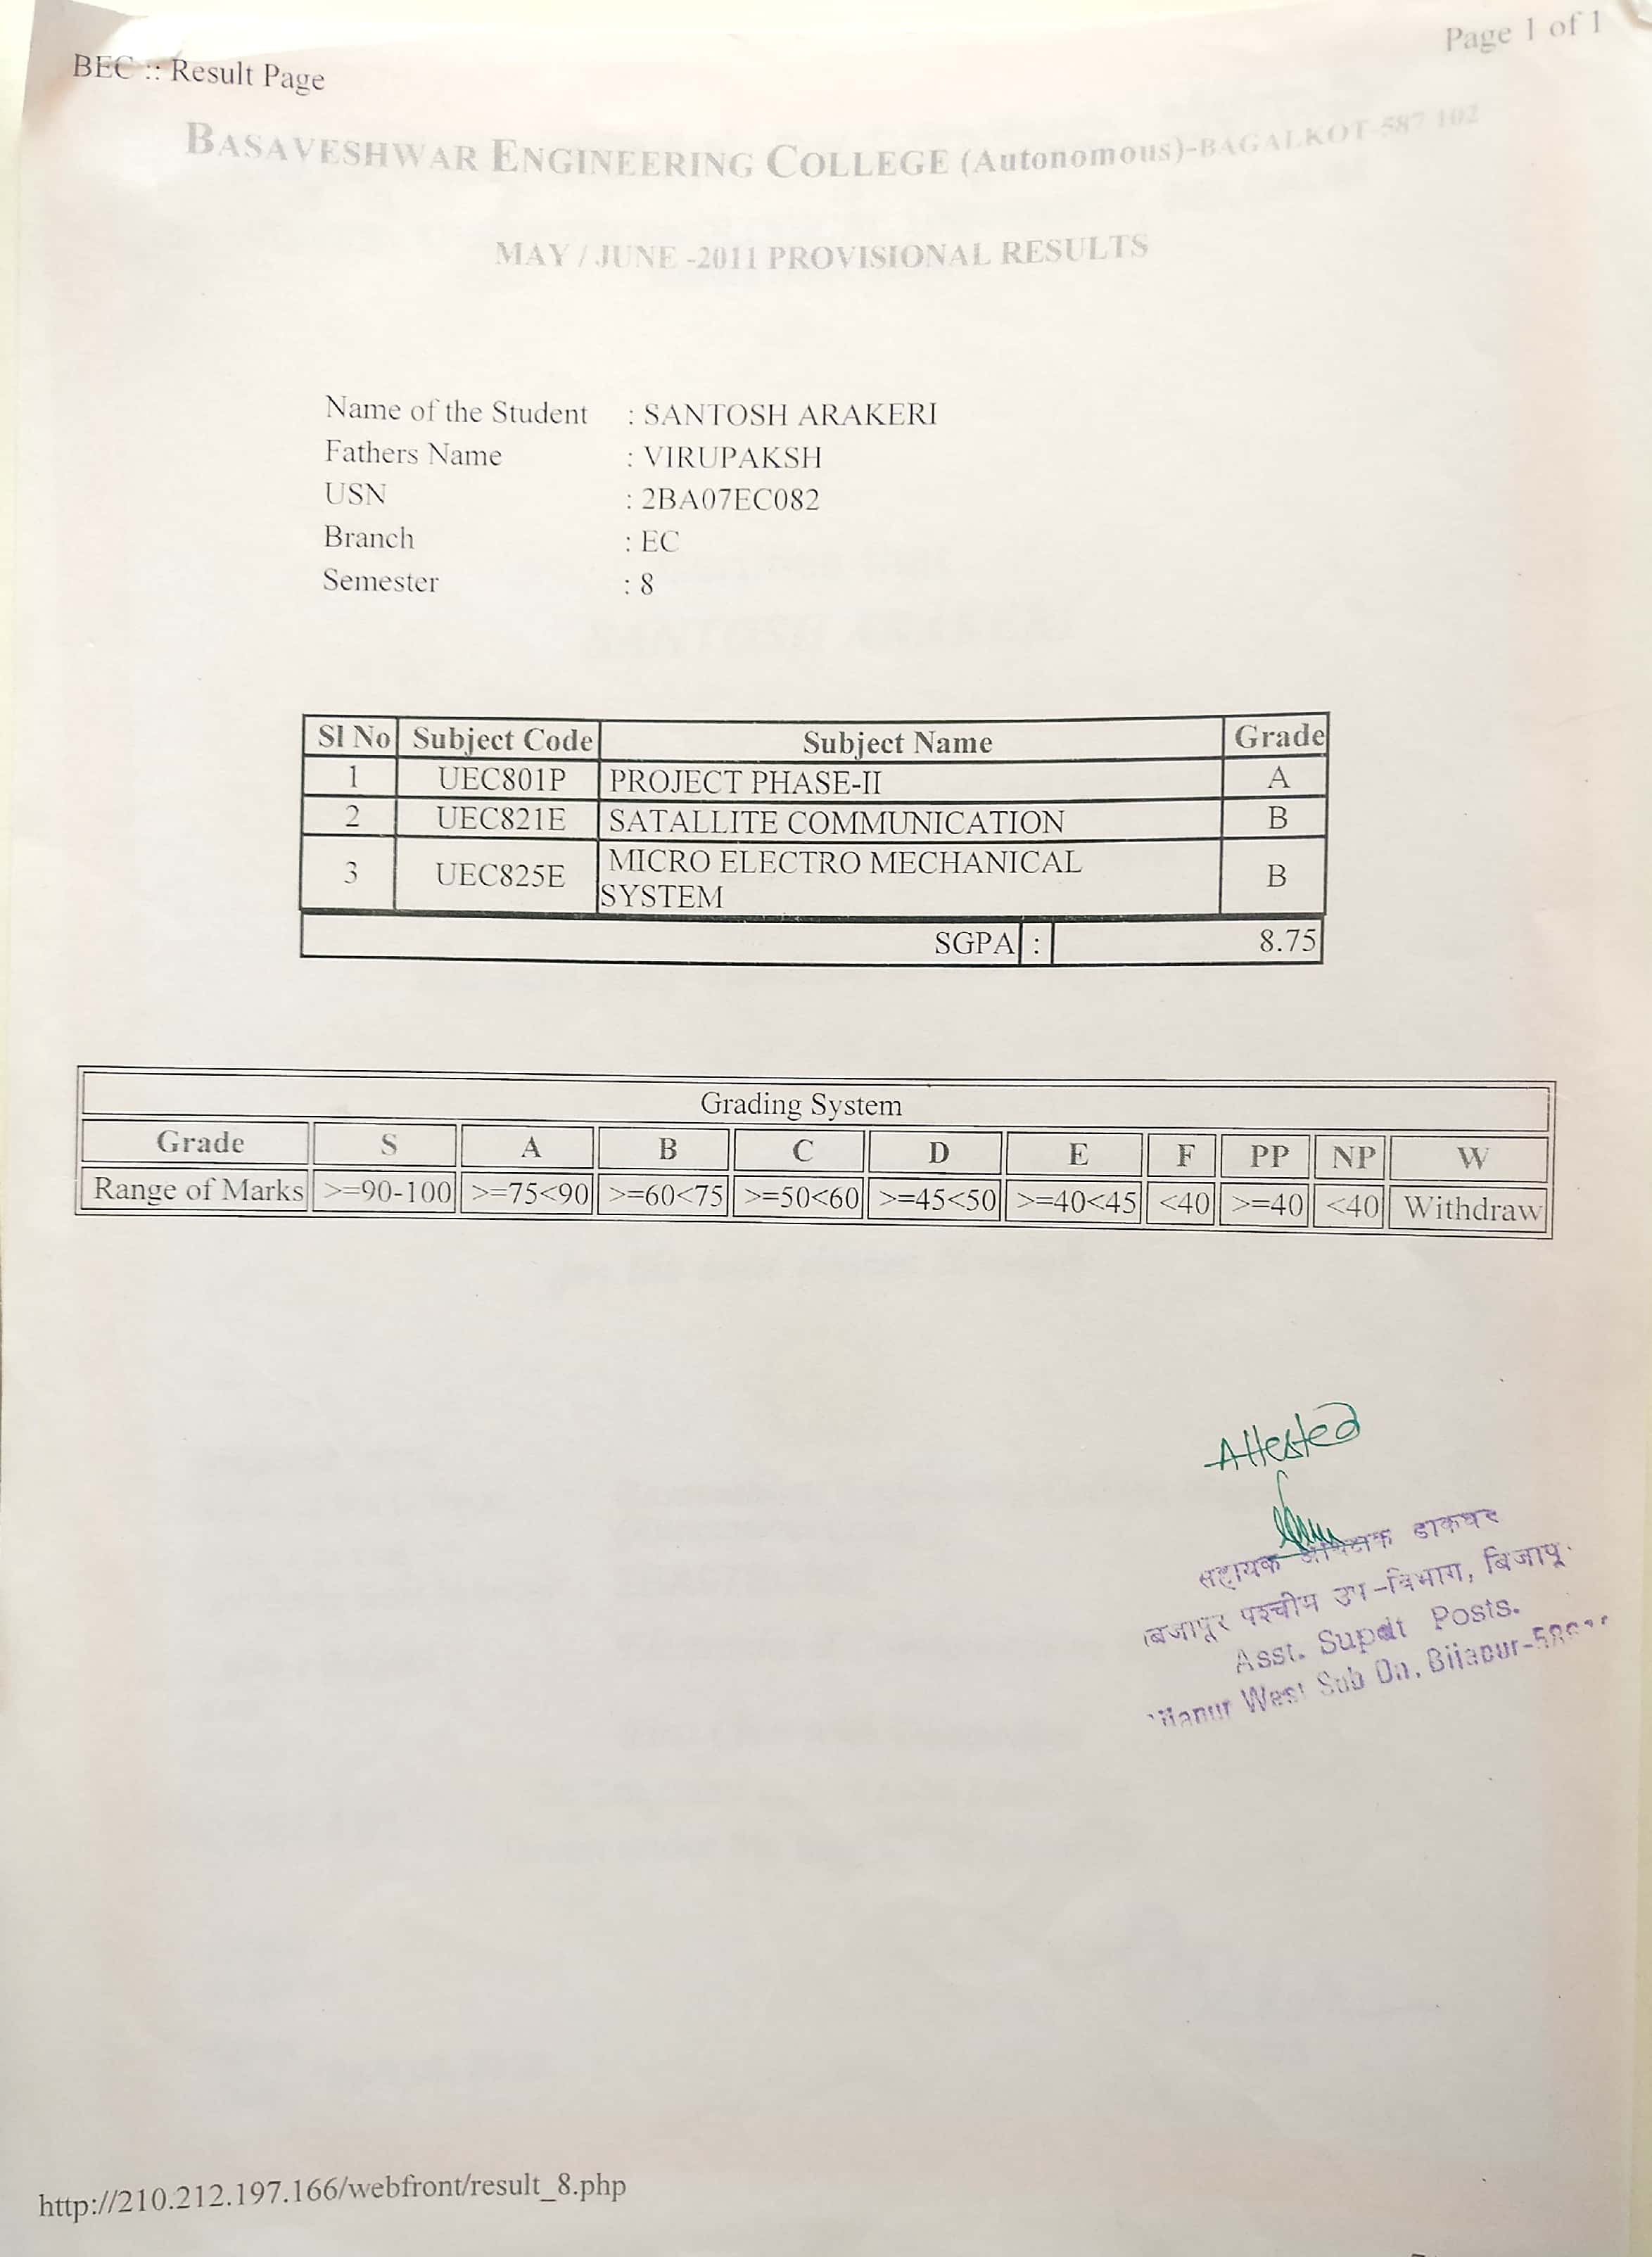 BEC :: Result Page
Page 1 of 1
BASAVESHWAR ENGINEERING COLLEGE (Autonomous)-BAGALKOT-587 102
MAY / JUNE -2011 PROVISIONAL RESULTS
Name of the Student : SANTOSH ARAKERI
Fathers Name : VIRUPAKSH
USN : 2BA07EC082
Branch : EC
Semester : 8
Sl No Subject Code Subject Name Grade
1 UEC801P PROJECT PHASE-II A
2 UEC821E SATALLITE COMMUNICATION B
3 UEC825E MICRO ELECTRO MECHANICAL SYSTEM B
SGPA : 8.75
Grading System
Grade S A B C D E F PP NP W
Range of Marks >=90-100 >=75<90 >=60<75 >=50<60 >=45<50 >=40<45 <40 >=40 <40 Withdraw
Attested
सहायक डाकघर
बिजापूर पश्चीम उप-विभाग,
Asst. Supdt Posts.
West Sub Dn.
http://210.212.197.166/webfront/result_8.php